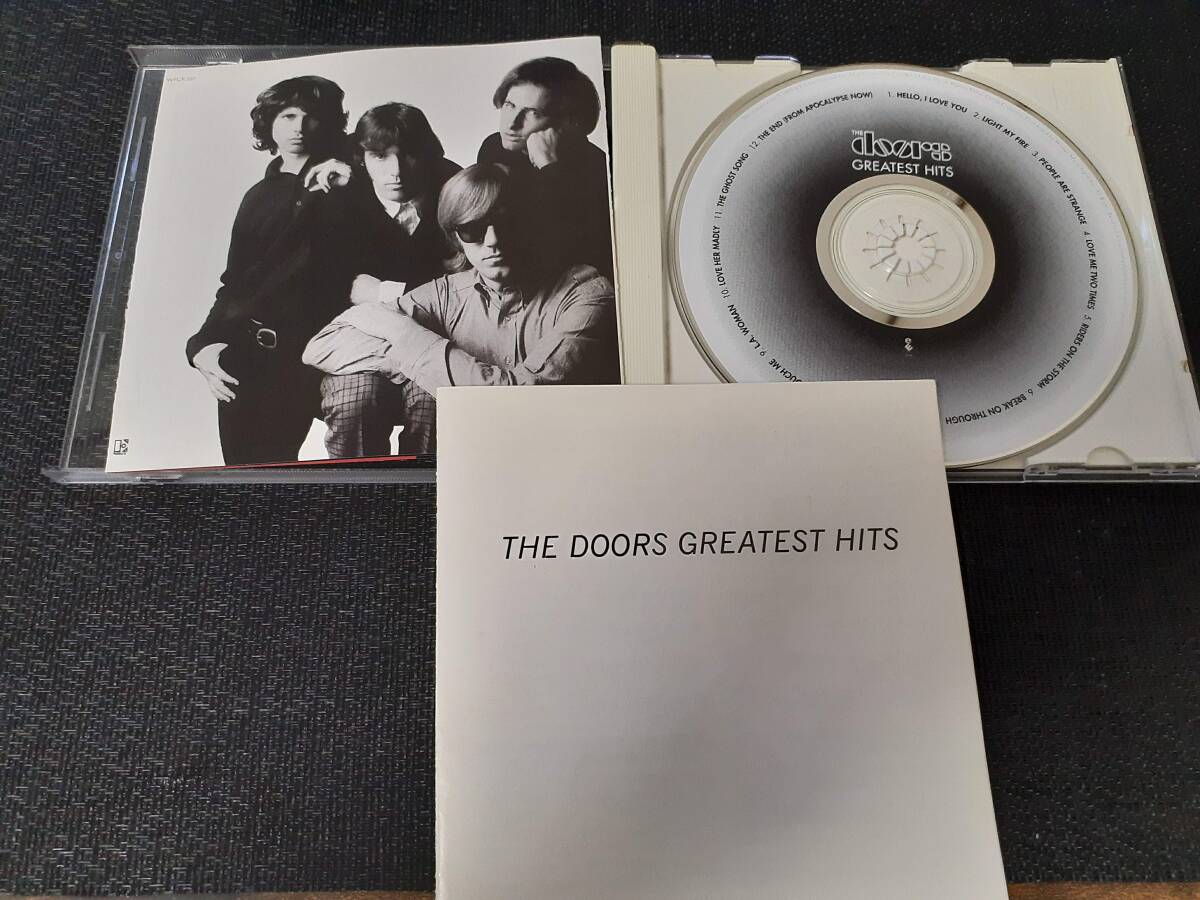 THE
doors
GREATEST HITS
1. HELLO, I LOVE YOU
2. LIGHT MY FIRE
3. PEOPLE ARE STRANGE
4. LOVE ME TWO TIMES
5. RIDERS ON THE STORM
6. BREAK ON THROUGH
OUCH ME
9. L.A. WOMAN
10. LOVE HER MADLY
11. THE GHOST SONG
12. THE END (FROM APOCALYPSE NOW)
THE DOORS GREATEST HITS